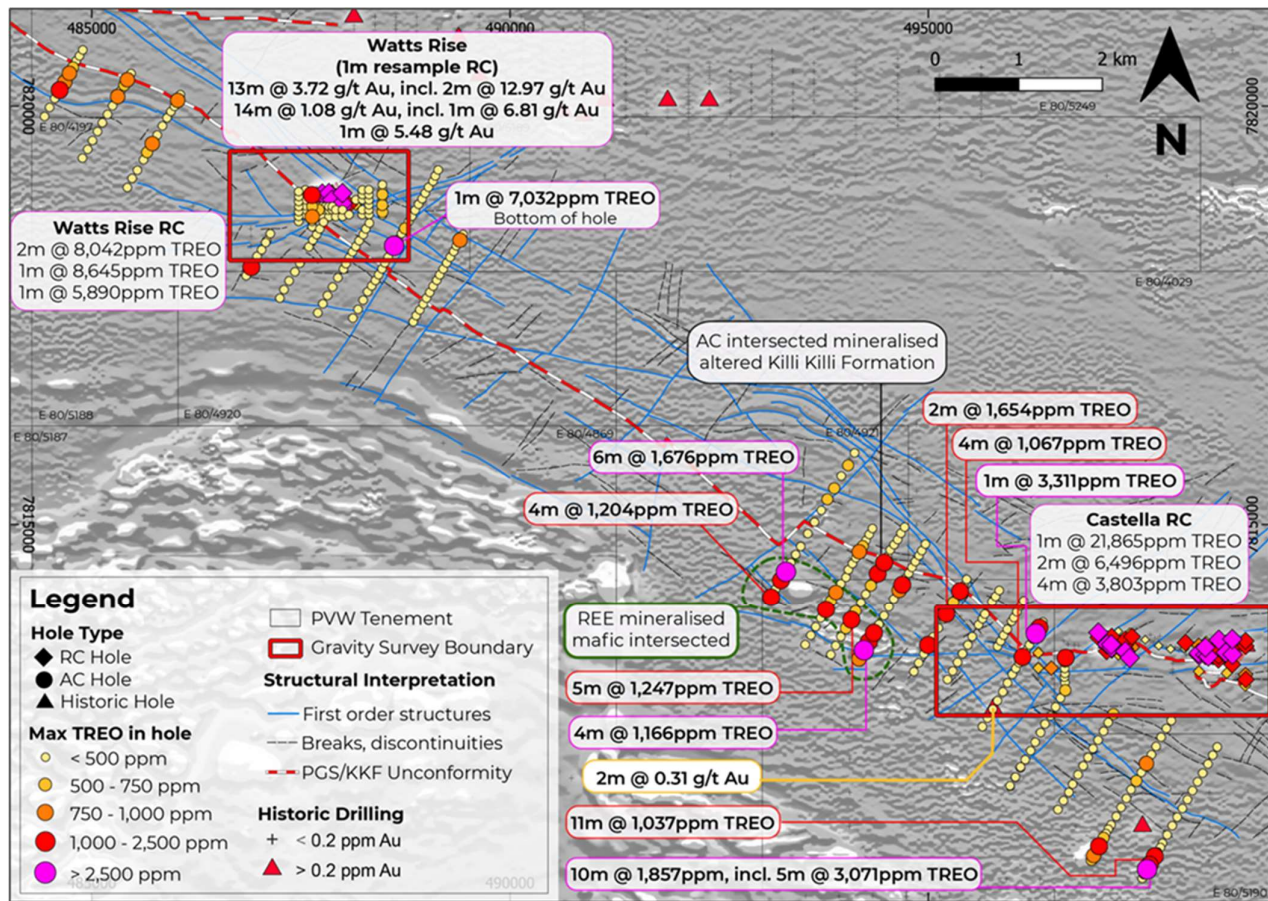 485000
490000
495000
Watts Rise
(1m resample RC)
13m @ 3.72 g/t Au, incl. 2m @ 12.97 g/t Au
14m @ 1.08 g/t Au, incl. 1m @ 6.81 g/t Au
1m @ 5.48 g/t Au
0 1 2 km
E 80/5249
N
7820000
7820000
E 80/4197
1m @ 7,032ppm TREO
Bottom of hole
Watts Rise RC
2m @ 8,042ppm TREO
1m @ 8,645ppm TREO
1m @ 5,890ppm TREO
E 80/4029
AC intersected mineralised
altered Killi Killi Formation
E 80/5188
E 80/4920
E 80/5187
E 80/4869
E 80/4971
2m @ 1,654ppm TREO
4m @ 1,067ppm TREO
6m @ 1,676ppm TREO
1m @ 3,311ppm TREO
4m @ 1,204ppm TREO
7815000
7815000
Castella RC
1m @ 21,865ppm TREO
2m @ 6,496ppm TREO
4m @ 3,803ppm TREO
REE mineralised
mafic intersected
5m @ 1,247ppm TREO
4m @ 1,166ppm TREO
2m @ 0.31 g/t Au
11m @ 1,037ppm TREO
10m @ 1,857ppm, incl. 5m @ 3,071ppm TREO
E 80/5190
Legend
Hole Type
RC Hole
AC Hole
Historic Hole
Max TREO in hole
< 500 ppm
500 - 750 ppm
750 - 1,000 ppm
1,000 - 2,500 ppm
> 2,500 ppm
PVW Tenement
Gravity Survey Boundary
Structural Interpretation
First order structures
Breaks, discontinuities
PGS/KKF Unconformity
Historic Drilling
< 0.2 ppm Au
> 0.2 ppm Au
485000
490000